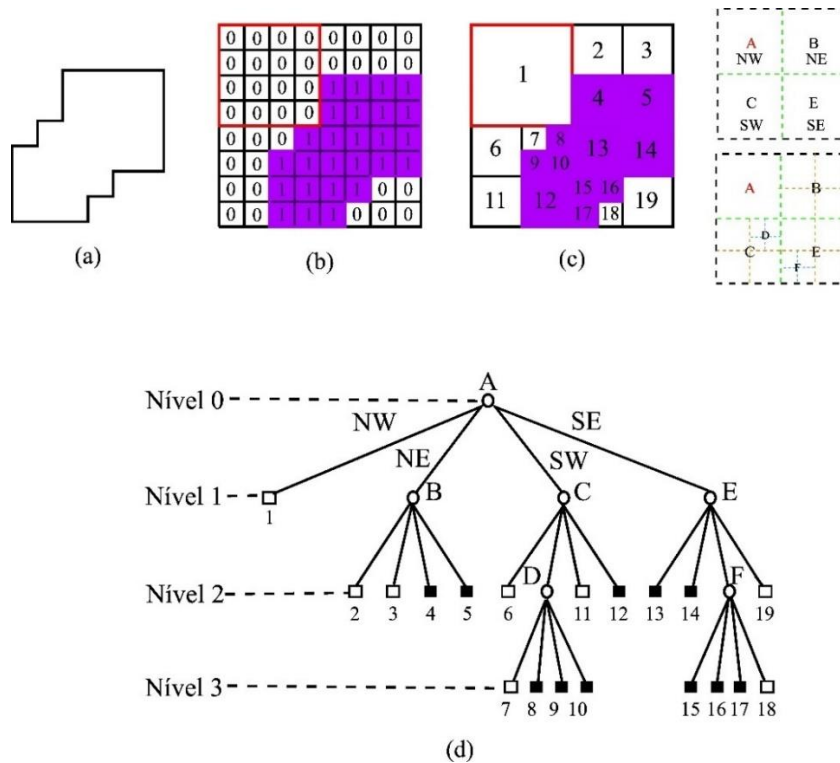 0 0 0 0 0 0 0 0
0 0 0 0 0 0 0 0
0 0 0 0 1 1 1 1
0 0 0 0 1 1 1 1
0 0 0 1 1 1 1 1
0 0 1 1 1 1 1 1
0 0 1 1 1 1 0 0
0 0 1 1 1 0 0 0
1 2 3
4 5
6 7 8 13 14
9 10
11 12 15 16 19
17 18
A B
NW NE
C E
SW SE
A B
D
C E
F
(a) (b) (c)
A
Nível 0
NW NE SW SE
Nível 1 B C E
1
D F
Nível 2
2 3 4 5 6 11 12 13 14 19
Nível 3
7 8 9 10 15 16 17 18
(d)